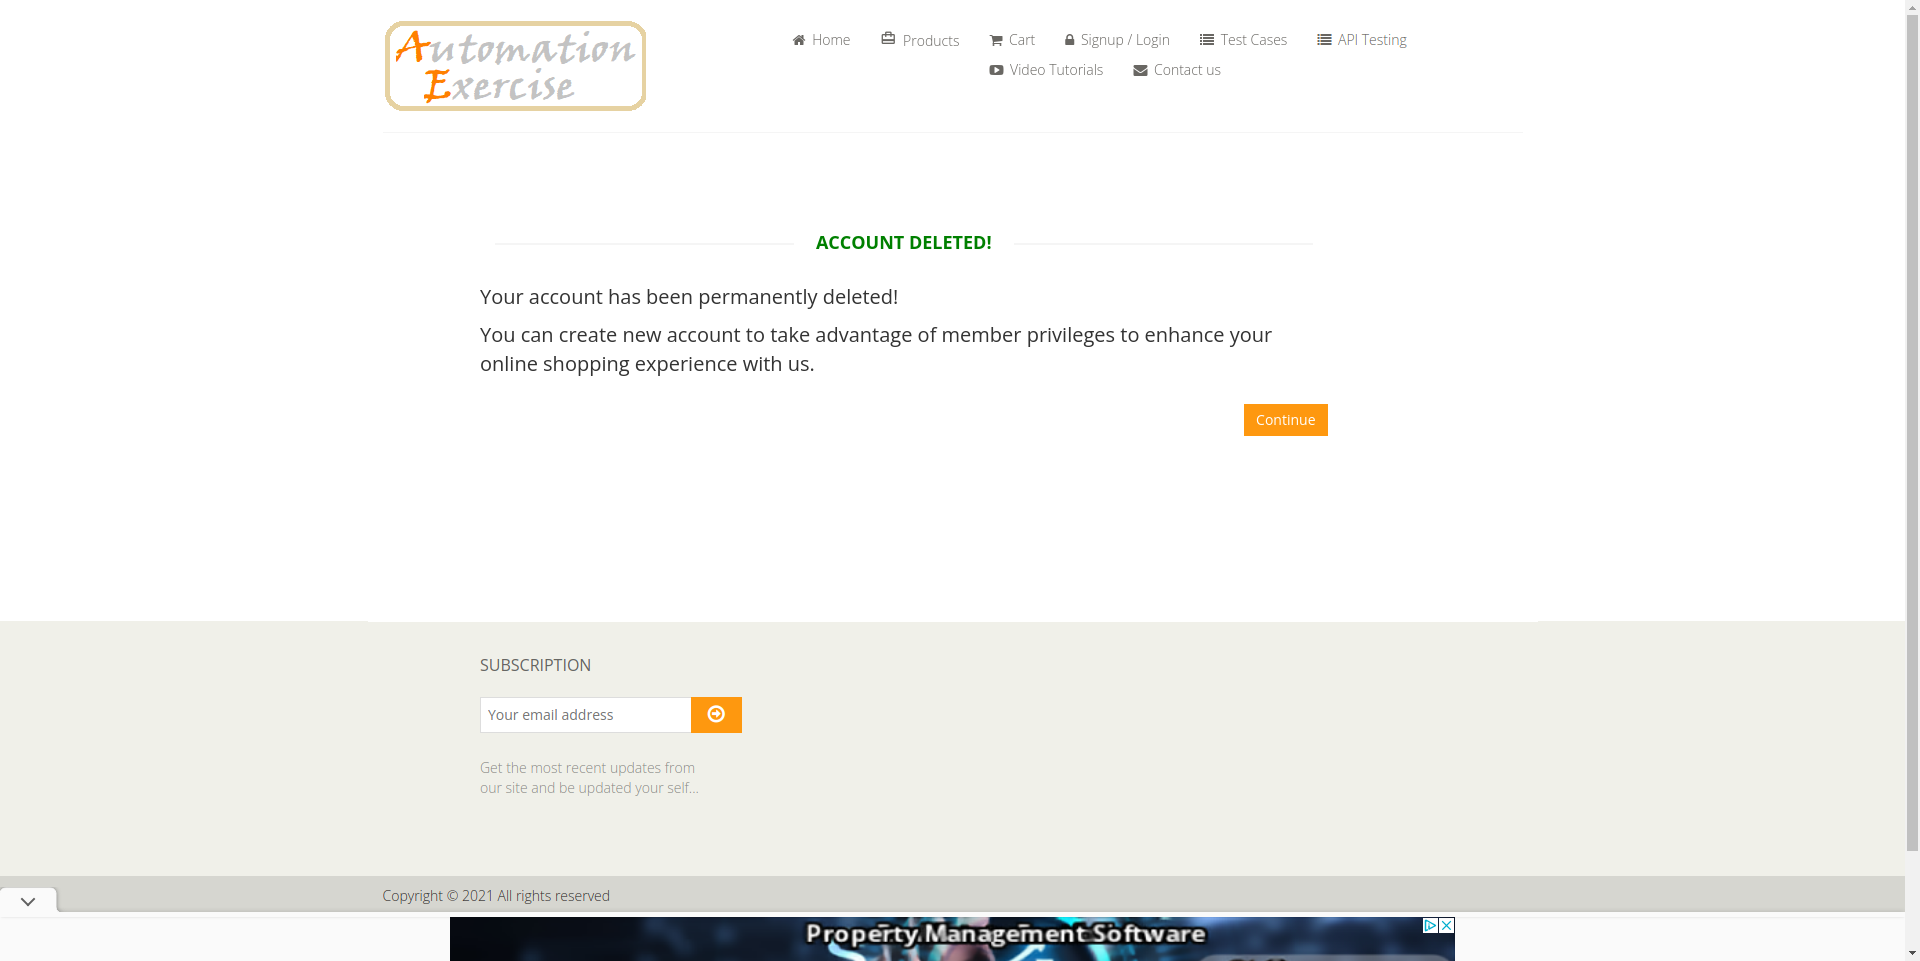 Automation
Exercise
Home
Products
Cart
Signup / Login
Test Cases
API Testing
Video Tutorials
Contact us
ACCOUNT DELETED!
Your account has been permanently deleted!
You can create new account to take advantage of member privileges to enhance your
online shopping experience with us.
Continue
SUBSCRIPTION
Your email address
Get the most recent updates from
our site and be updated your self...
Copyright © 2021 All rights reserved
Property Management Software